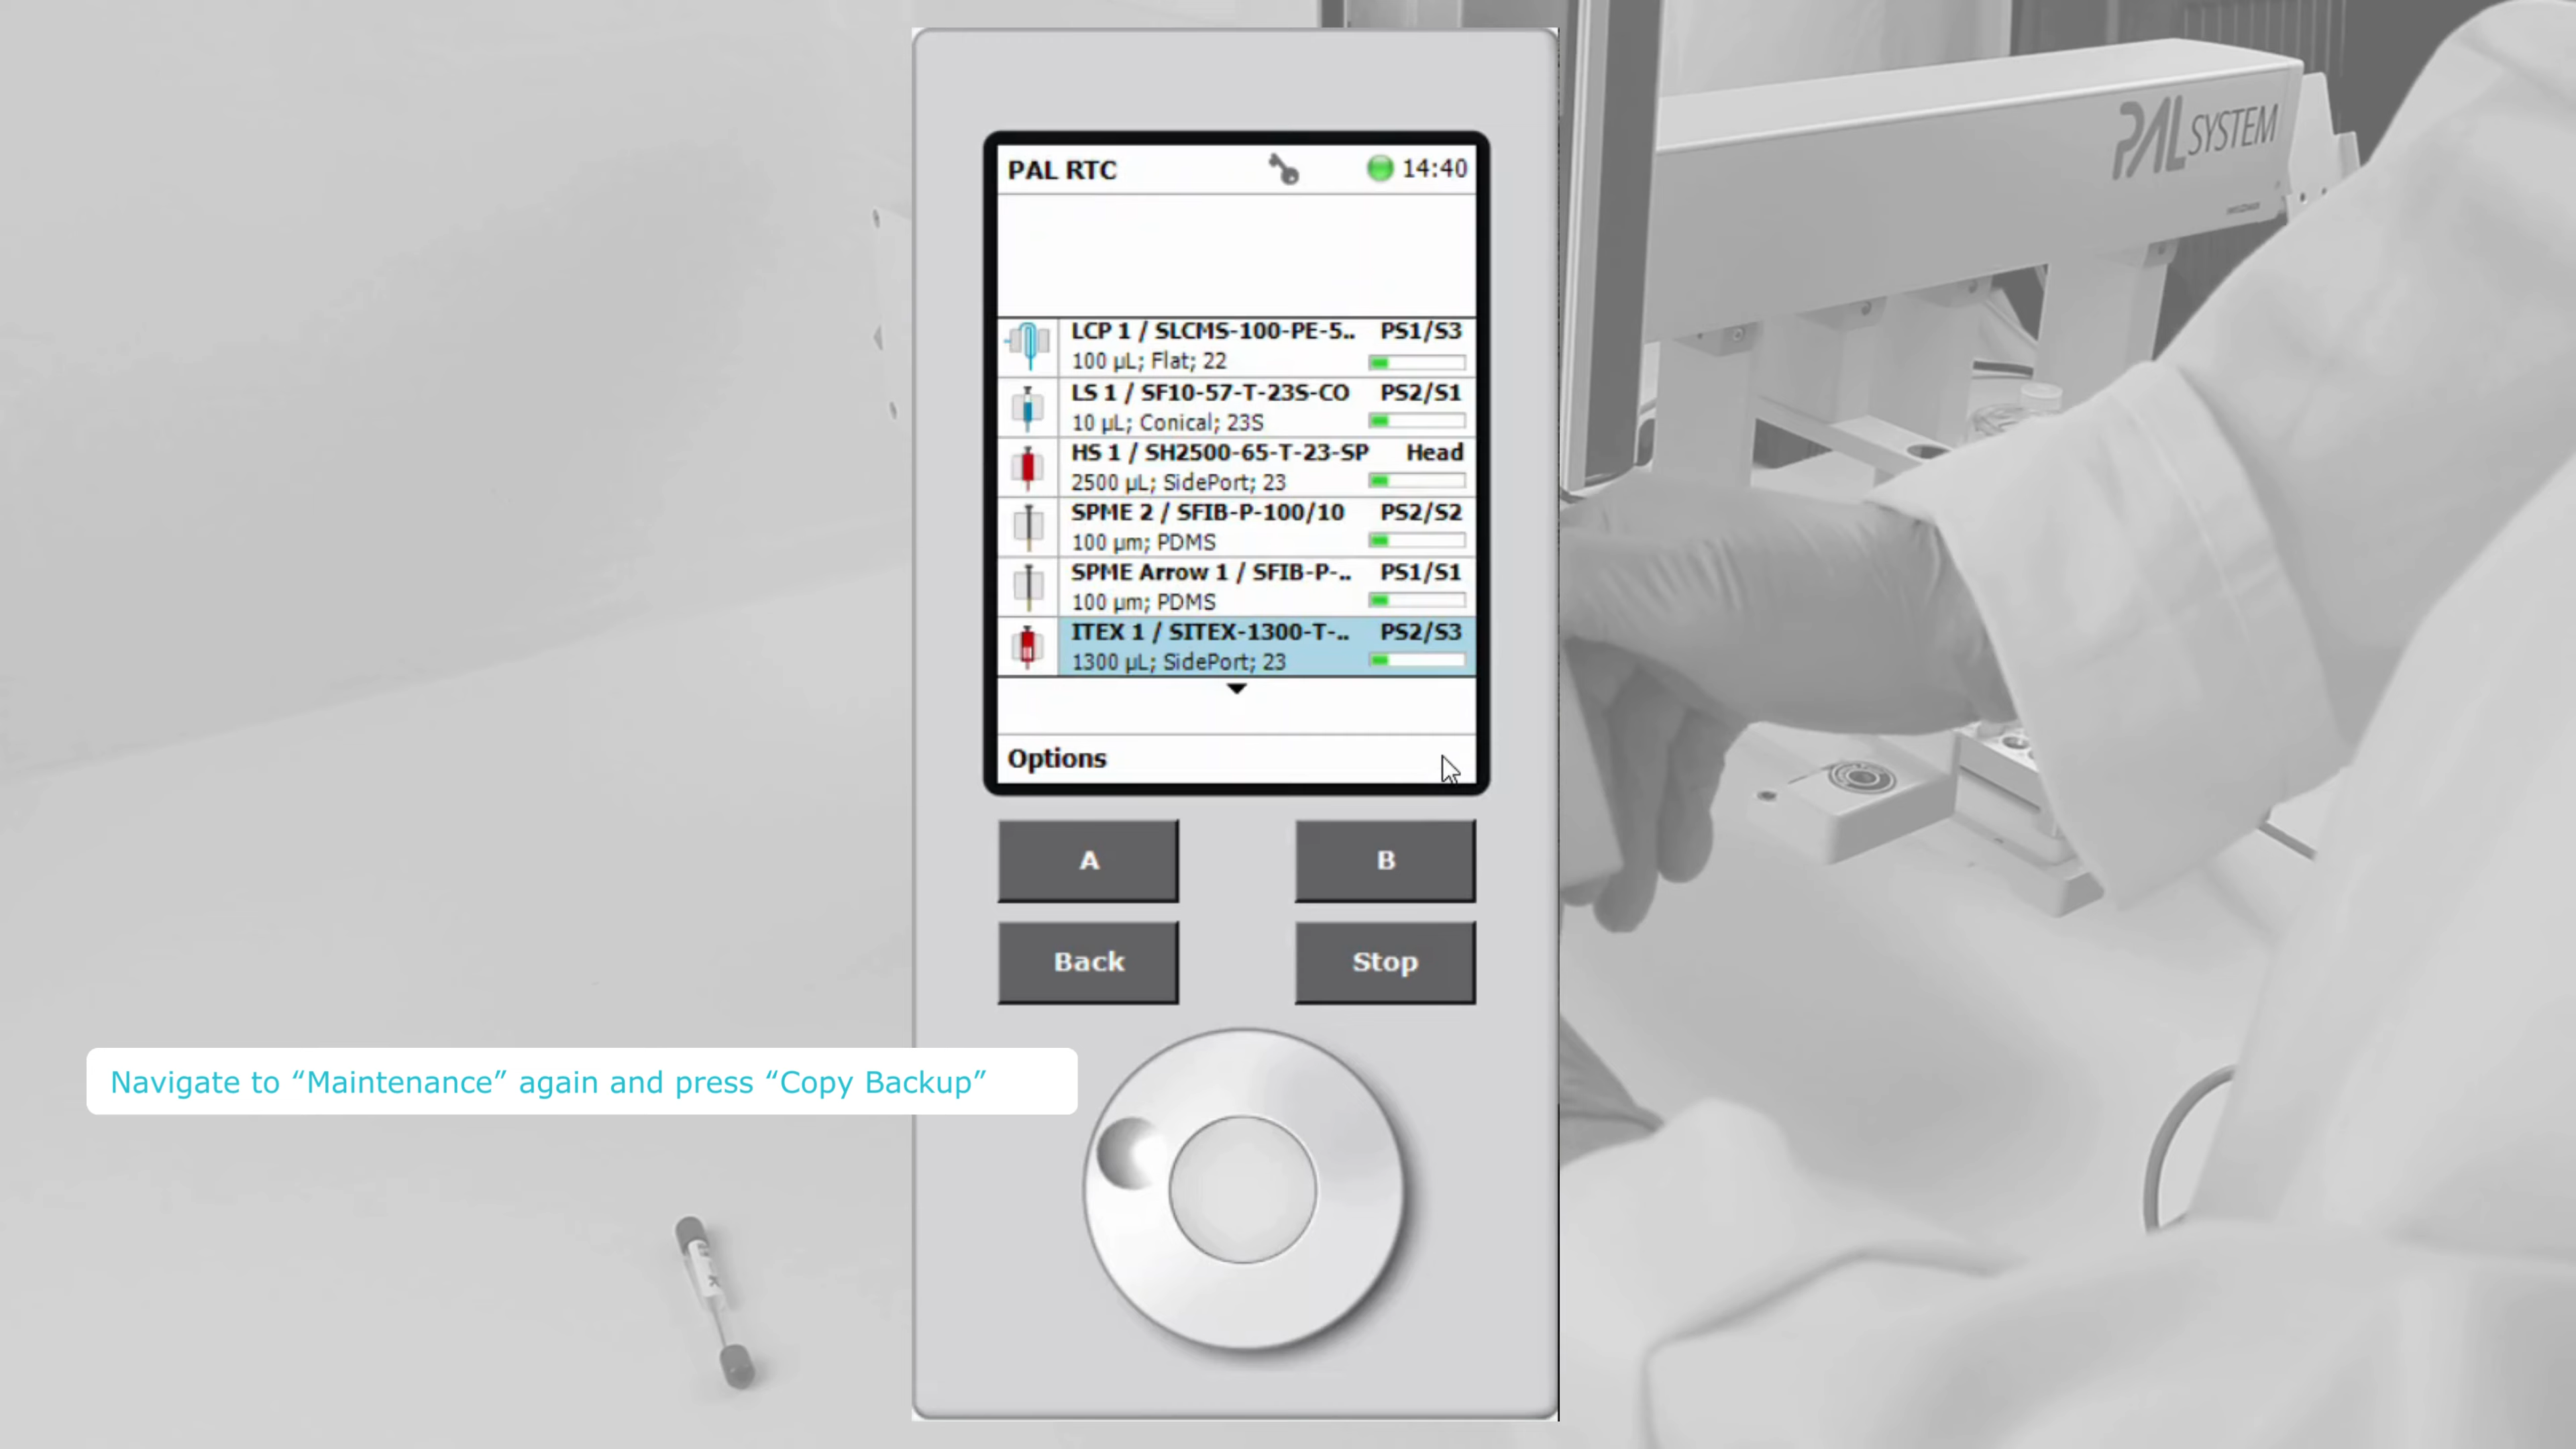 PAL RTC 14:40
LCP 1 / SLCMS-100-PE-5.. PS1/S3
100 µL; Flat; 22
LS 1 / SF10-57-T-23S-CO PS2/S1
10 µL; Conical; 23S
HS 1 / SH2500-65-T-23-SP Head
2500 µL; SidePort; 23
SPME 2 / SFIB-P-100/10 PS2/S2
100 µm; PDMS
SPME Arrow 1 / SFIB-P-.. PS1/S1
100 µm; PDMS
ITEX 1 / SITEX-1300-T-.. PS2/S3
1300 µL; SidePort; 23
Options
A B
Back Stop
Navigate to “Maintenance” again and press “Copy Backup”
PAL SYSTEM